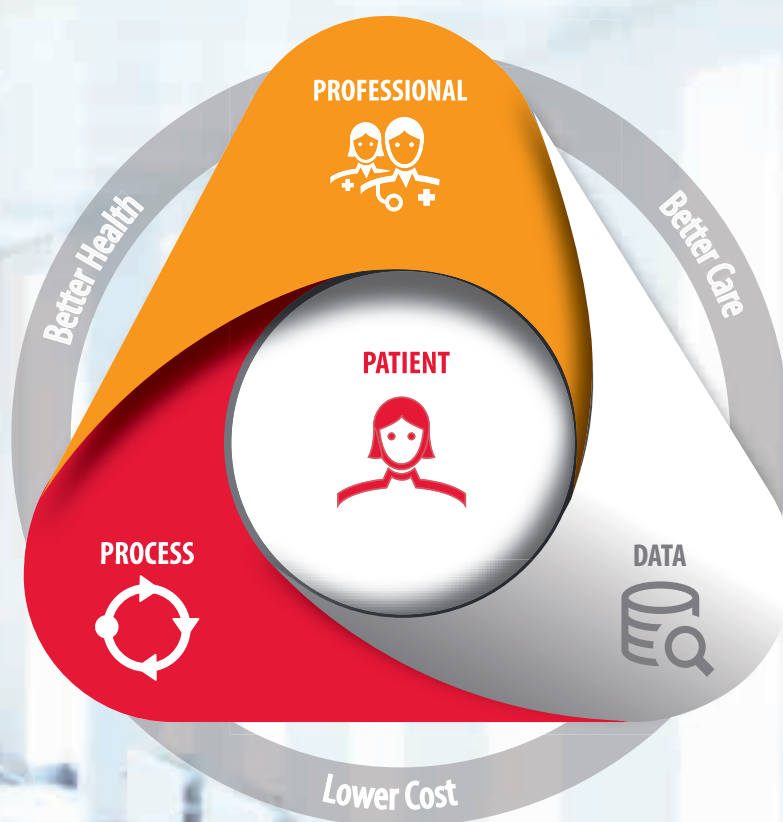 PROFESSIONAL
Better Health
Better Care
PATIENT
PROCESS
DATA
Lower Cost